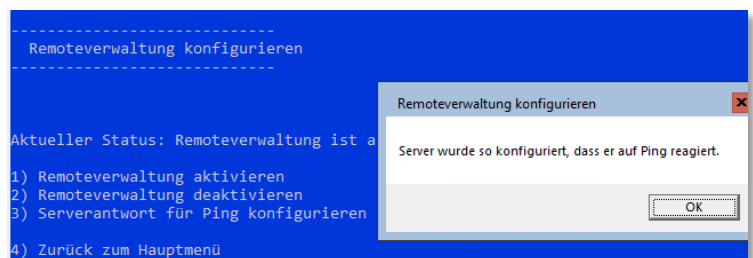 -----------------------------
Remoteverwaltung konfigurieren
-----------------------------
Remoteverwaltung konfigurieren
x
Aktueller Status: Remoteverwaltung ist
Server wurde so konfiguriert, dass er auf Ping reagiert.
1) Remoteverwaltung aktivieren
2) Remoteverwaltung deaktivieren
3) Serverantwort für Ping konfigurieren
OK
4) Zurück zum Hauptmenü